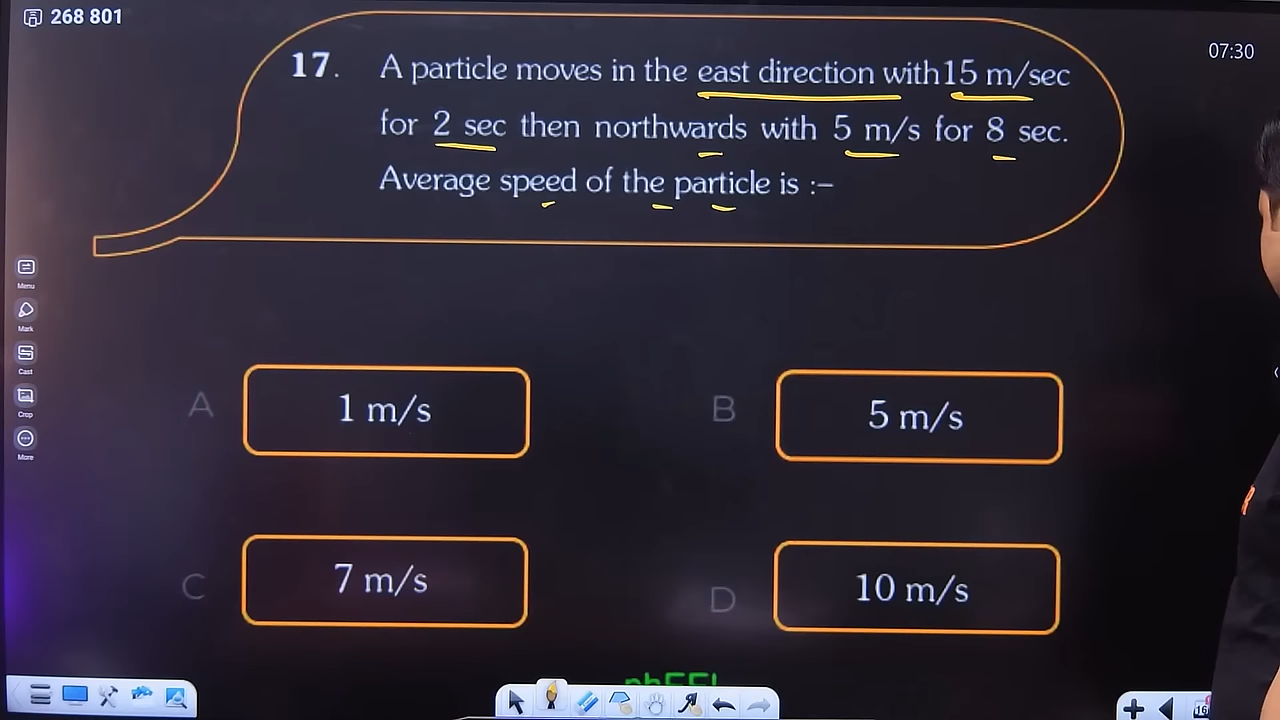 268 801
07:30
17. A particle moves in the east direction with 15 m/sec
for 2 sec then northwards with 5 m/s for 8 sec.
Average speed of the particle is :–
Menu
Mark
Cast
Crop
More
A 1 m/s
B 5 m/s
C 7 m/s
D 10 m/s